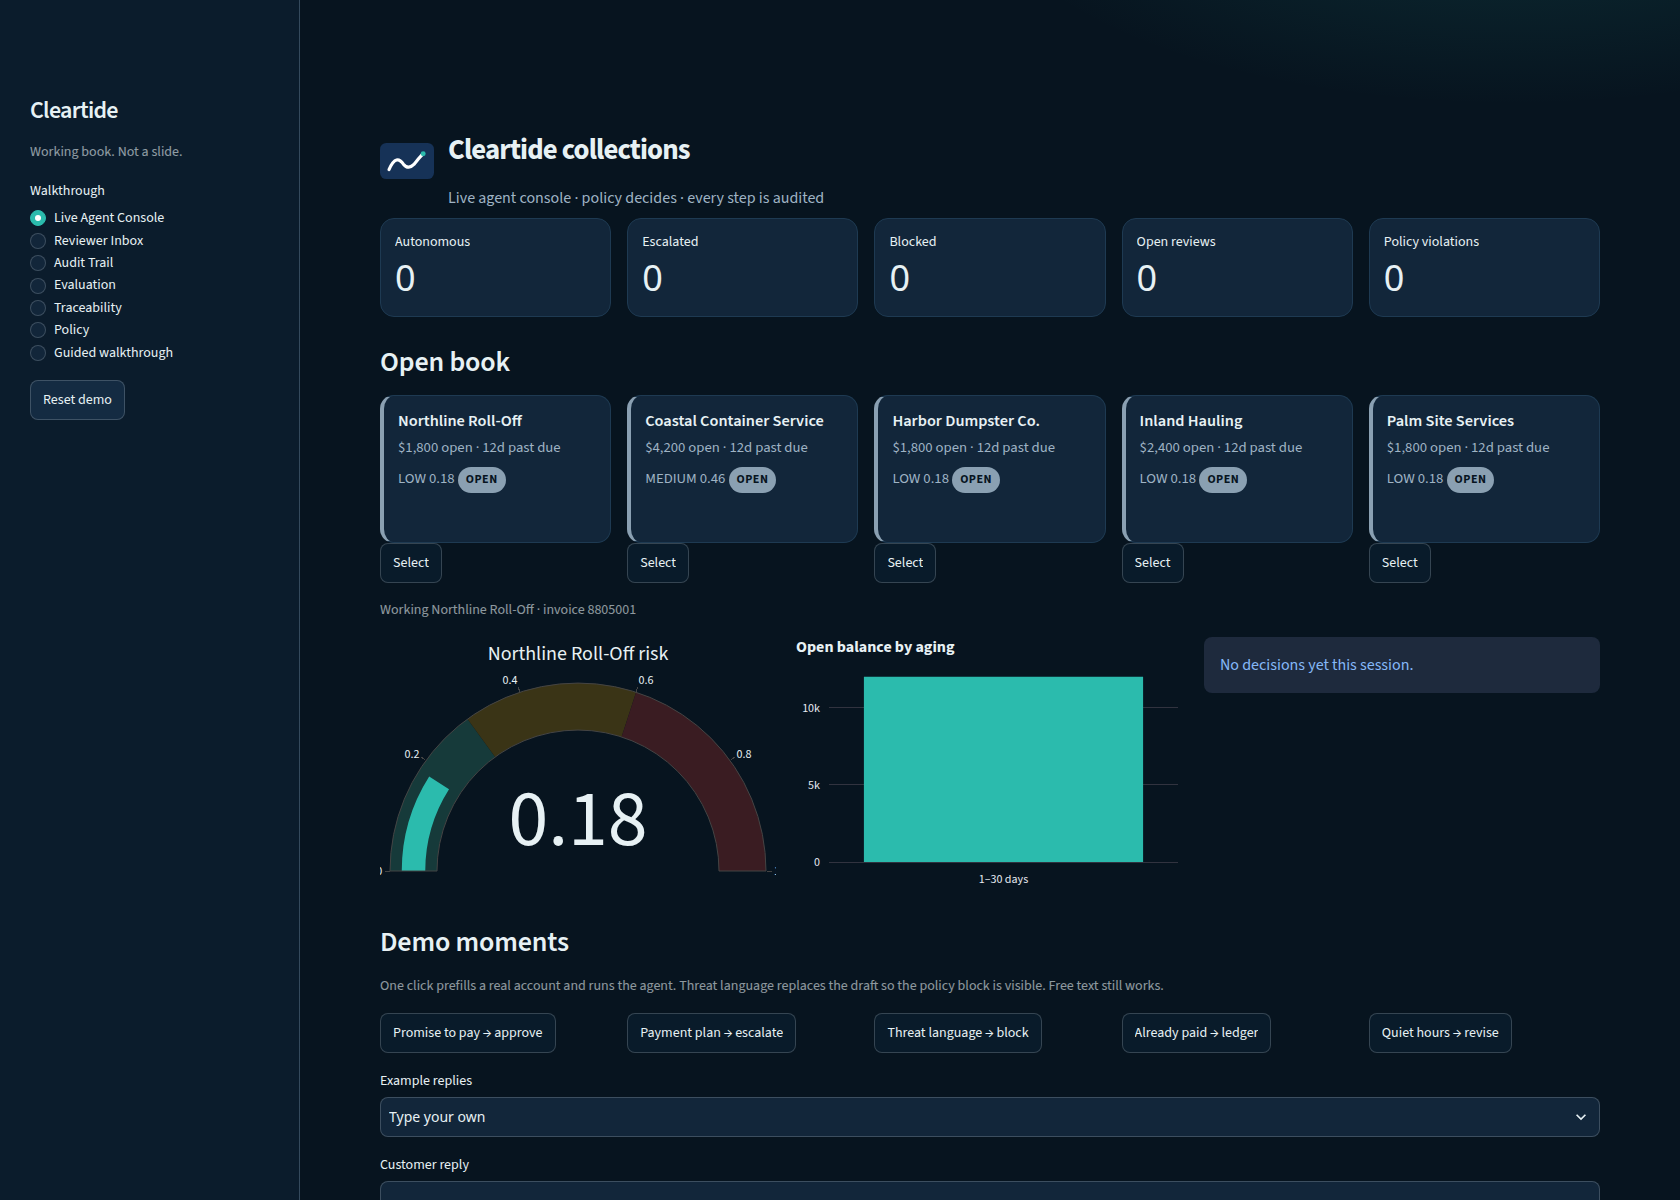 Cleartide
Working book. Not a slide.
Walkthrough
Live Agent Console
Reviewer Inbox
Audit Trail
Evaluation
Traceability
Policy
Guided walkthrough
Reset demo
Cleartide collections
Live agent console · policy decides · every step is audited
Autonomous
0
Escalated
0
Blocked
0
Open reviews
0
Policy violations
0
Open book
Northline Roll-Off
$1,800 open · 12d past due
LOW 0.18 OPEN
Select
Coastal Container Service
$4,200 open · 12d past due
MEDIUM 0.46 OPEN
Select
Harbor Dumpster Co.
$1,800 open · 12d past due
LOW 0.18 OPEN
Select
Inland Hauling
$2,400 open · 12d past due
LOW 0.18 OPEN
Select
Palm Site Services
$1,800 open · 12d past due
LOW 0.18 OPEN
Select
Working Northline Roll-Off · invoice 8805001
Northline Roll-Off risk
0.2
0.4
0.6
0.8
0.18
Open balance by aging
10k
5k
0
1–30 days
No decisions yet this session.
Demo moments
One click prefills a real account and runs the agent. Threat language replaces the draft so the policy block is visible. Free text still works.
Promise to pay → approve
Payment plan → escalate
Threat language → block
Already paid → ledger
Quiet hours → revise
Example replies
Type your own
Customer reply